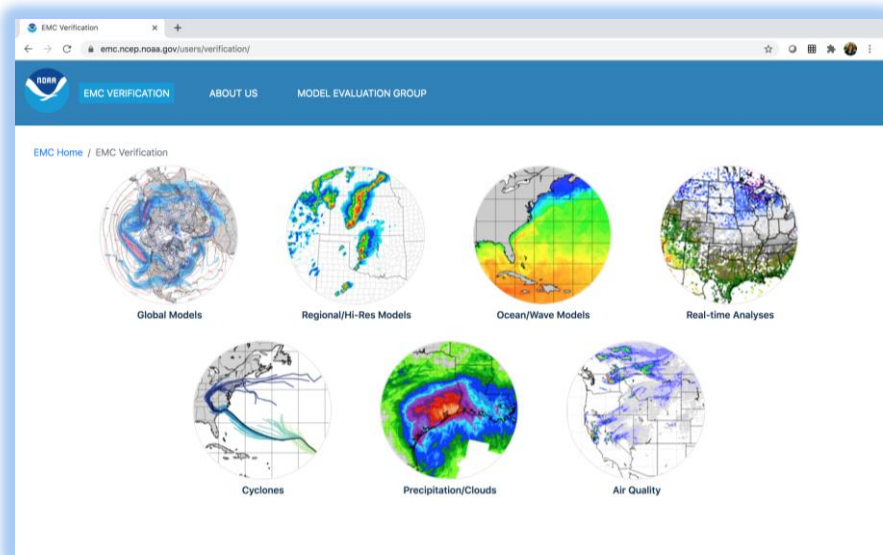 EMC Verification
emc.ncep.noaa.gov/users/verification/
NOAA
EMC VERIFICATION
ABOUT US
MODEL EVALUATION GROUP
EMC Home / EMC Verification
Global Models
Regional/Hi-Res Models
Ocean/Wave Models
Real-time Analyses
Cyclones
Precipitation/Clouds
Air Quality